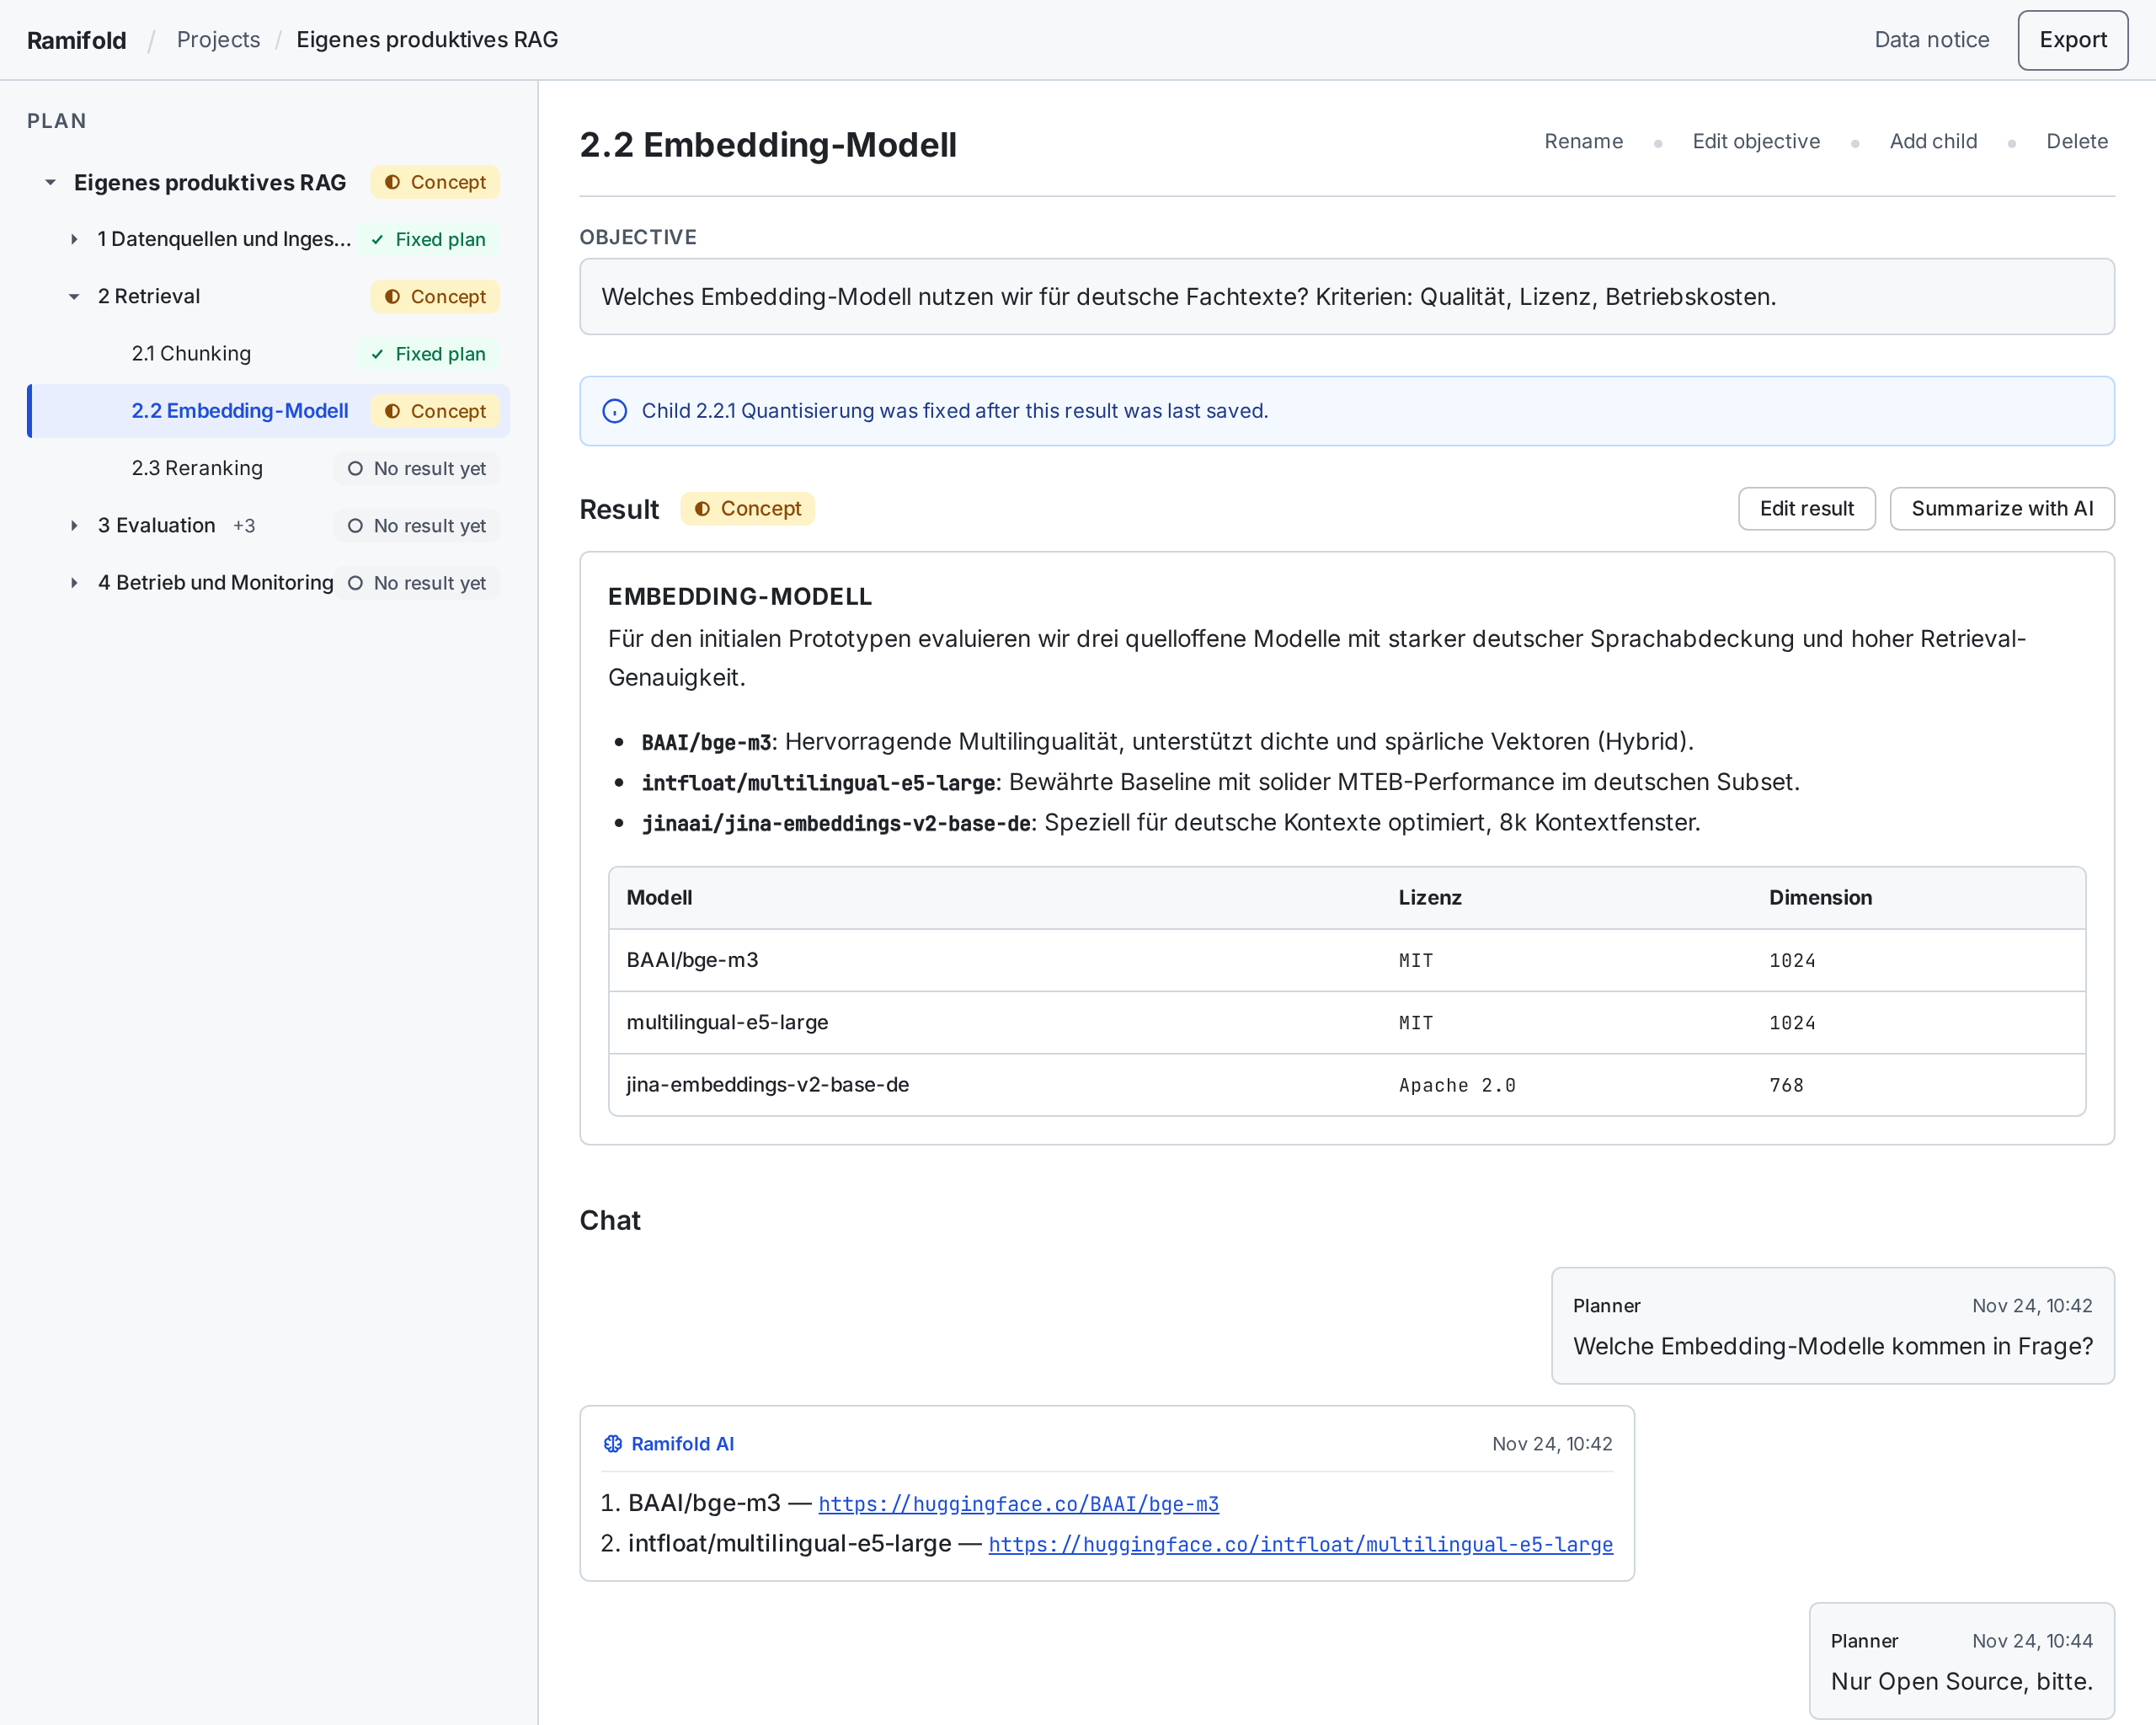 Ramifold / Projects / Eigenes produktives RAG
Data notice
Export
PLAN
Eigenes produktives RAG
Concept
1 Datenquellen und Inges...
Fixed plan
2 Retrieval
Concept
2.1 Chunking
Fixed plan
2.2 Embedding-Modell
Concept
2.3 Reranking
No result yet
3 Evaluation +3
No result yet
4 Betrieb und Monitoring
No result yet
2.2 Embedding-Modell
Rename • Edit objective • Add child • Delete
OBJECTIVE
Welches Embedding-Modell nutzen wir für deutsche Fachtexte? Kriterien: Qualität, Lizenz, Betriebskosten.
Child 2.2.1 Quantisierung was fixed after this result was last saved.
Result
Concept
Edit result
Summarize with AI
EMBEDDING-MODELL
Für den initialen Prototypen evaluieren wir drei quelloffene Modelle mit starker deutscher Sprachabdeckung und hoher Retrieval-
Genauigkeit.
• BAAI/bge-m3: Hervorragende Multilingualität, unterstützt dichte und spärliche Vektoren (Hybrid).
• intfloat/multilingual-e5-large: Bewährte Baseline mit solider MTEB-Performance im deutschen Subset.
• jinaai/jina-embeddings-v2-base-de: Speziell für deutsche Kontexte optimiert, 8k Kontextfenster.
Modell Lizenz Dimension
BAAI/bge-m3 MIT 1024
multilingual-e5-large MIT 1024
jina-embeddings-v2-base-de Apache 2.0 768
Chat
Planner Nov 24, 10:42
Welche Embedding-Modelle kommen in Frage?
Ramifold AI Nov 24, 10:42
1. BAAI/bge-m3 — https://huggingface.co/BAAI/bge-m3
2. intfloat/multilingual-e5-large — https://huggingface.co/intfloat/multilingual-e5-large
Planner Nov 24, 10:44
Nur Open Source, bitte.